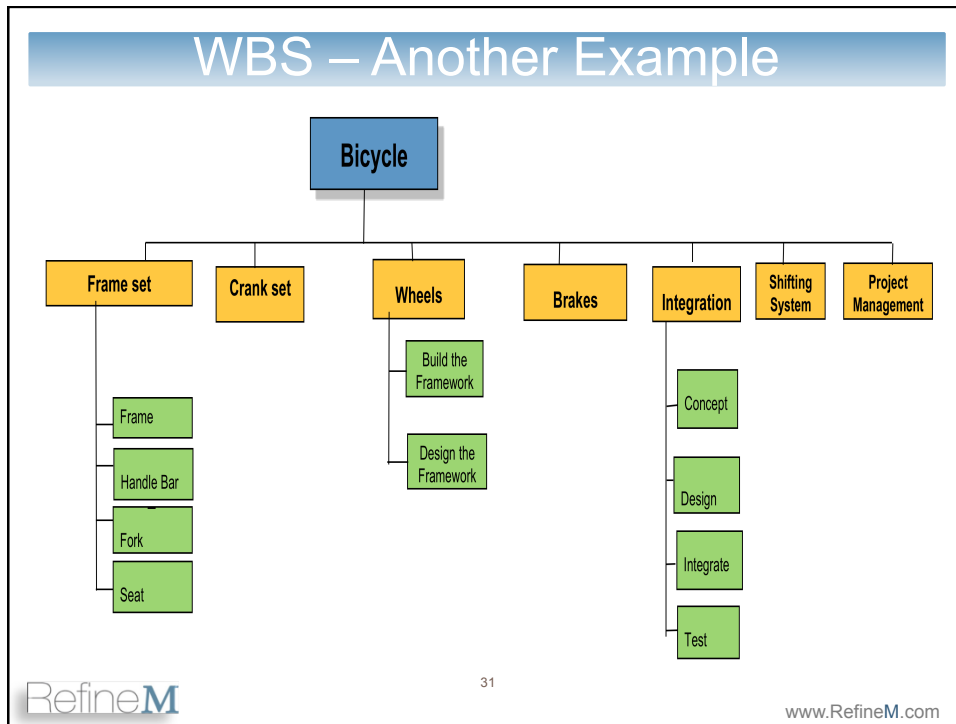 WBS – Another Example
Bicycle
Frame set
Crank set
Wheels
Brakes
Integration
Shifting
System
Project
Management
Frame
Handle Bar
Fork
Seat
Build the
Framework
Design the
Framework
Concept
Design
Integrate
Test
RefineM
31
www.RefineM.com